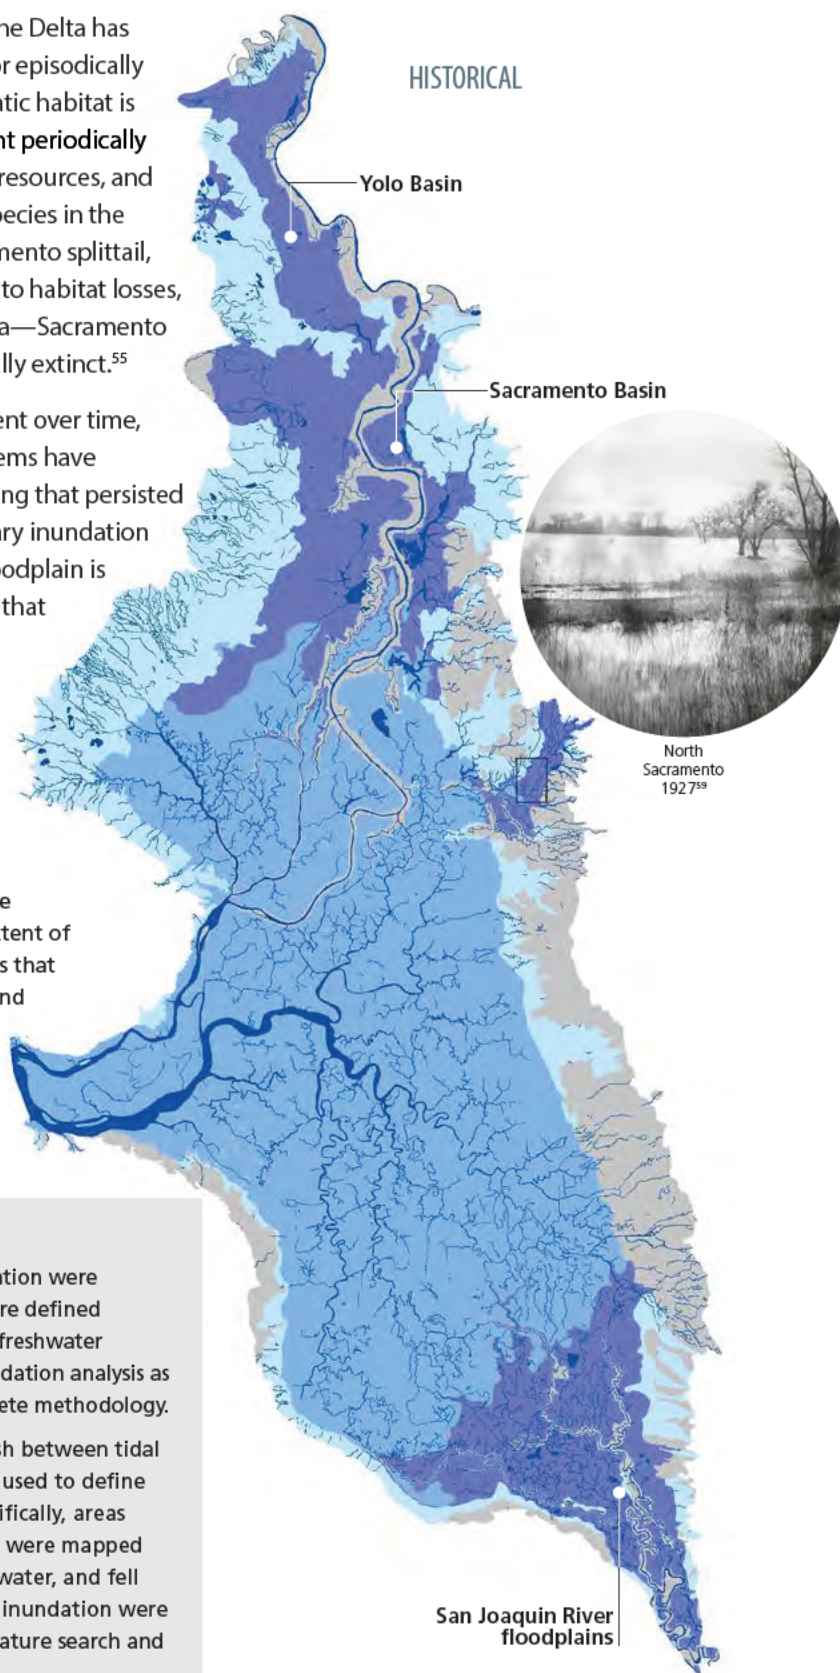 he Delta has
or episodically
atic habitat is
nt periodically
resources, and
pecies in the
mento splittail,
to habitat losses,
a—Sacramento
lly extinct.⁵⁵
ent over time,
ems have
ng that persisted
ary inundation
oodplain is
that
HISTORICAL
Yolo Basin
Sacramento Basin
North
Sacramento
1927⁵⁹
e
tent of
s that
nd
ation were
re defined
freshwater
dation analysis as
ete methodology.
sh between tidal
used to define
ifically, areas
were mapped
water, and fell
inundation were
ature search and
San Joaquin River
floodplains